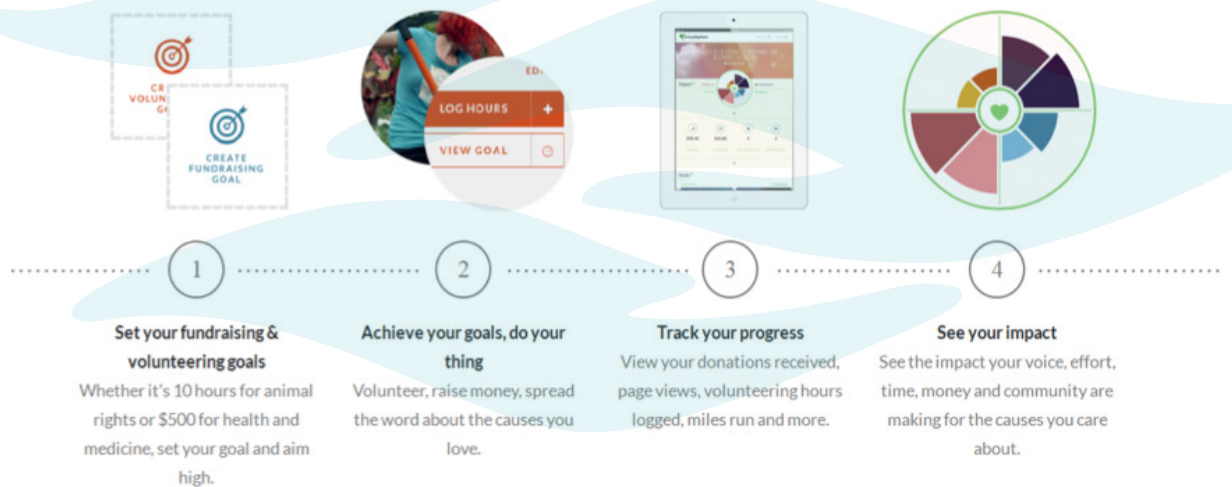 CREATE
FUNDRAISING
GOAL
EDI
LOG HOURS +
VIEW GOAL
1
2
3
4
Set your fundraising &
volunteering goals
Whether it's 10 hours for animal
rights or $500 for health and
medicine, set your goal and aim
high.
Achieve your goals, do your
thing
Volunteer, raise money, spread
the word about the causes you
love.
Track your progress
View your donations received,
page views, volunteering hours
logged, miles run and more.
See your impact
See the impact your voice, effort,
time, money and community are
making for the causes you care
about.